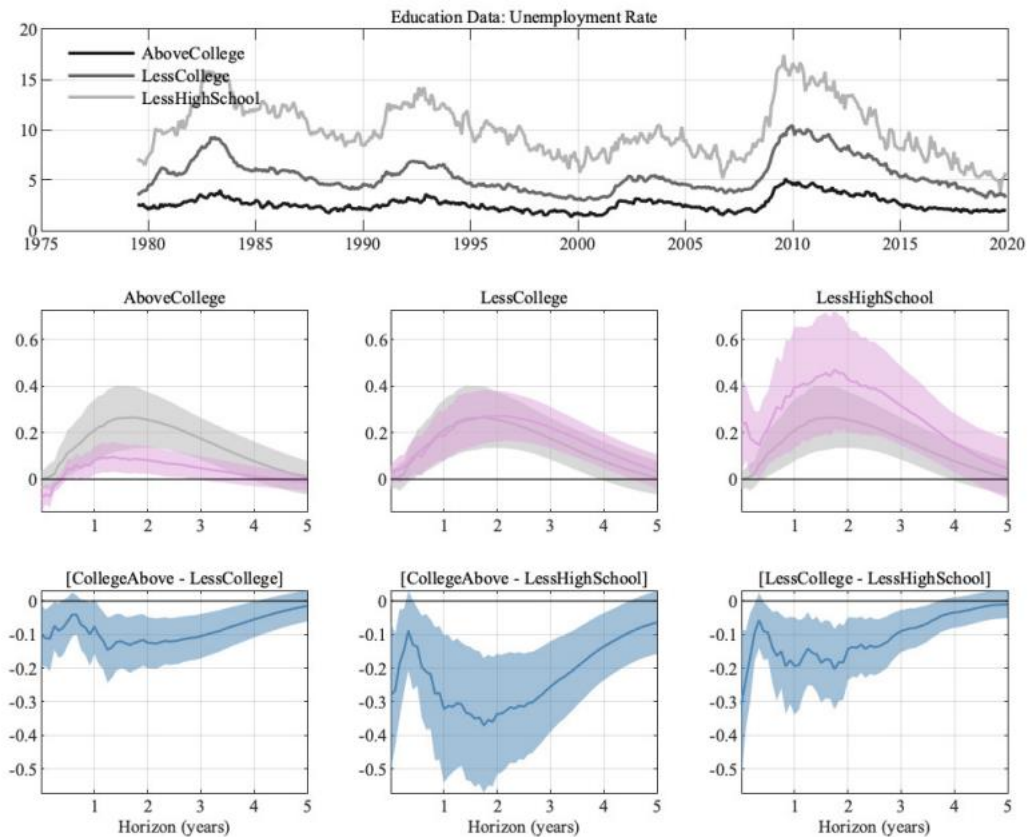 Education Data: Unemployment Rate
20
15
10
5
0
AboveCollege
LessCollege
LessHighSchool
1975 1980 1985 1990 1995 2000 2005 2010 2015 2020
AboveCollege LessCollege LessHighSchool
0.6 0.6 0.6
0.4 0.4 0.4
0.2 0.2 0.2
0 0 0
1 2 3 4 5 1 2 3 4 5 1 2 3 4 5
[CollegeAbove - LessCollege] [CollegeAbove - LessHighSchool] [LessCollege - LessHighSchool]
0 0 0
-0.1 -0.1 -0.1
-0.2 -0.2 -0.2
-0.3 -0.3 -0.3
-0.4 -0.4 -0.4
-0.5 -0.5 -0.5
1 2 3 4 5 1 2 3 4 5 1 2 3 4 5
Horizon (years) Horizon (years) Horizon (years)